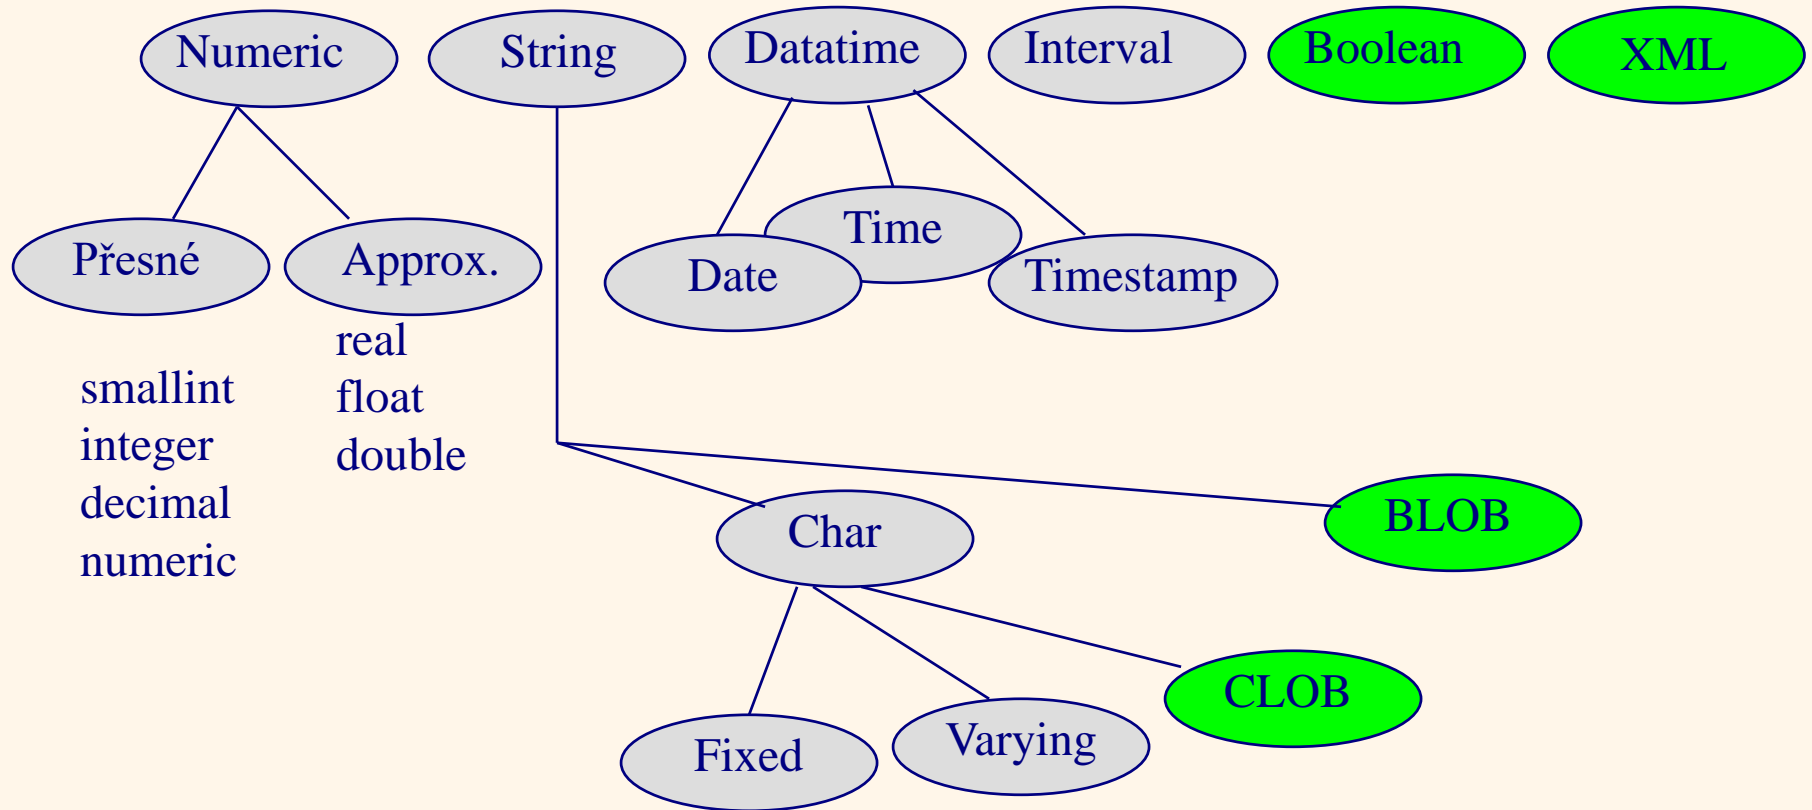 Numeric
String
Datatime
Interval
Boolean
XML
Přesné
Approx.
Time
Date
Timestamp
real
float
double
smallint
integer
decimal
numeric
Char
BLOB
Fixed
Varying
CLOB